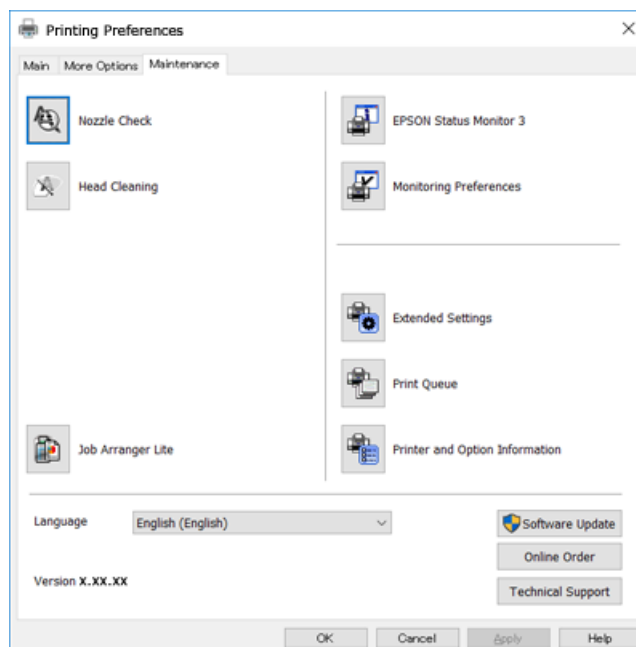 Printing Preferences
Main More Options Maintenance
Nozzle Check
Head Cleaning
Job Arranger Lite
EPSON Status Monitor 3
Monitoring Preferences
Extended Settings
Print Queue
Printer and Option Information
Language English (English)
Software Update
Online Order
Version X.XX.XX
Technical Support
OK Cancel Apply Help